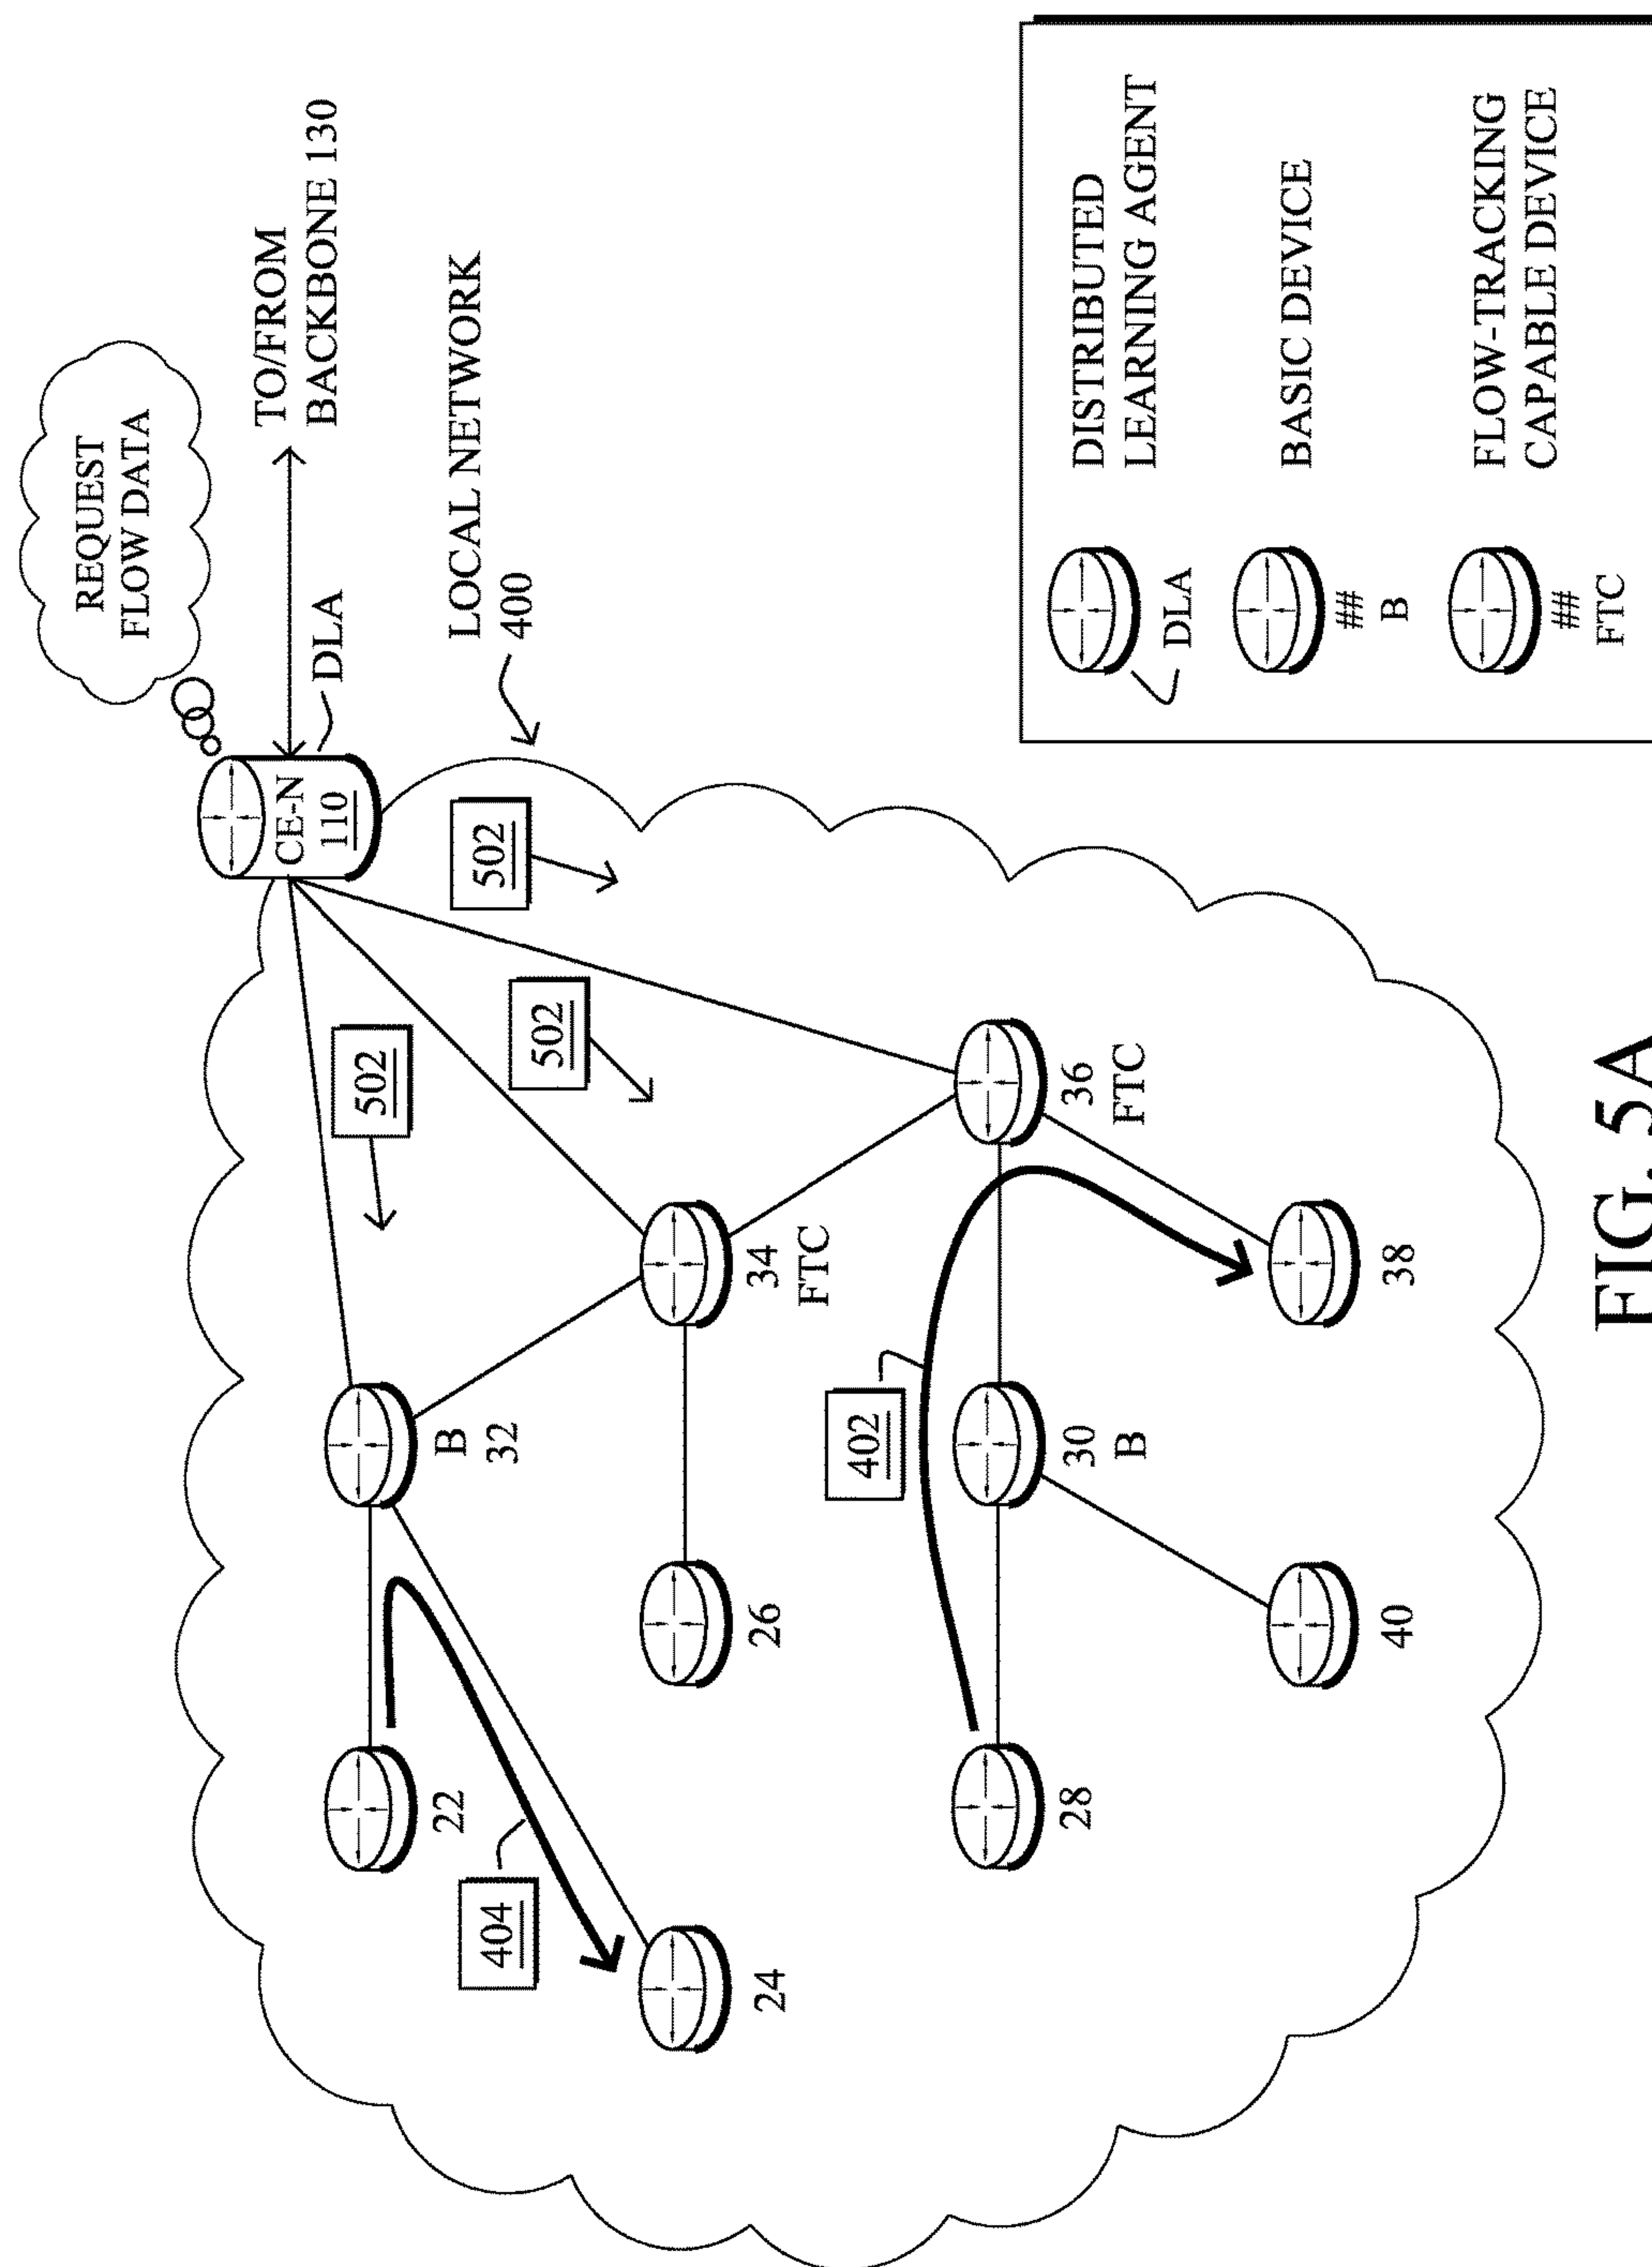 REQUEST
FLOW DATA
TO/FROM
BACKBONE 130
CE-N
110
DLA
LOCAL NETWORK
400
502
502
502
B
32
22
404
24
34
FTC
26
36
FTC
402
30
B
28
38
40
DLA
DISTRIBUTED
LEARNING AGENT
##
B
BASIC DEVICE
##
FTC
FLOW-TRACKING
CAPABLE DEVICE
FIG. 5A